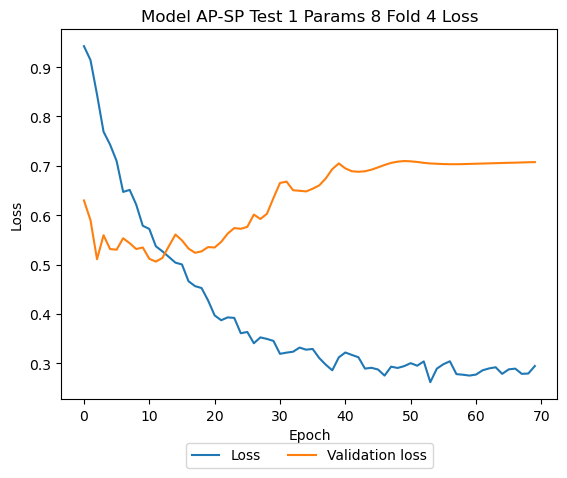 Model AP-SP Test 1 Params 8 Fold 4 Loss
Loss
0.9
0.8
0.7
0.6
0.5
0.4
0.3
0 10 20 30 40 50 60 70
Epoch
Loss Validation loss